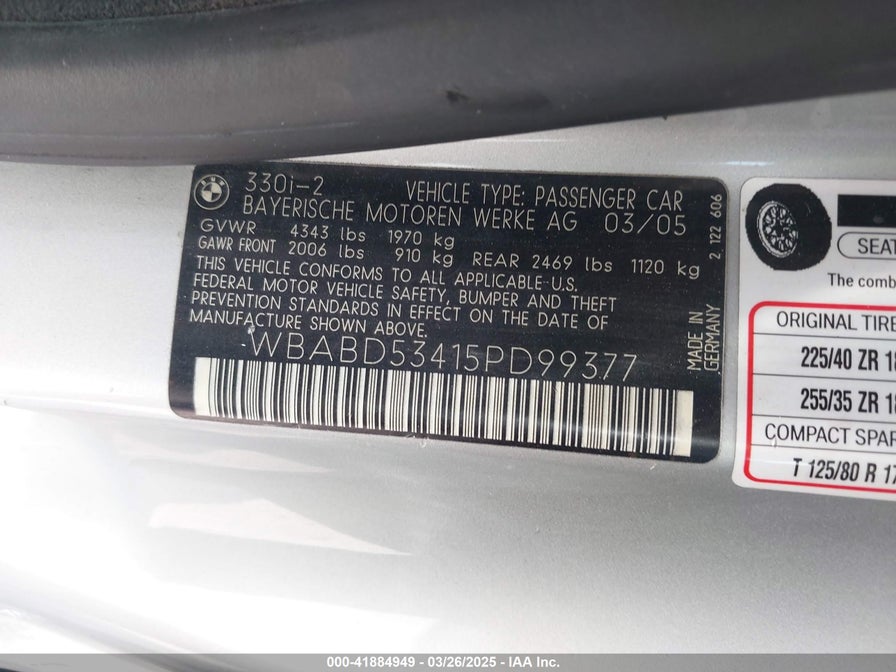 330i-2 VEHICLE TYPE: PASSENGER CAR
BAYERISCHE MOTOREN WERKE AG 03/05
GVWR 4343 lbs 1970 kg
GAWR FRONT 2006 lbs 910 kg REAR 2469 lbs 1120 kg
THIS VEHICLE CONFORMS TO ALL APPLICABLE U.S.
FEDERAL MOTOR VEHICLE SAFETY, BUMPER AND THEFT
PREVENTION STANDARDS IN EFFECT ON THE DATE OF
MANUFACTURE SHOWN ABOVE.
WBABD53415PD99377
MADE IN
GERMANY
2 122 606
BMW
SEAT
The comb
ORIGINAL TIRE
225/40 ZR 18
255/35 ZR 18
COMPACT SPAR
T 125/80 R 17
000-41884949 - 03/26/2025 - IAA Inc.